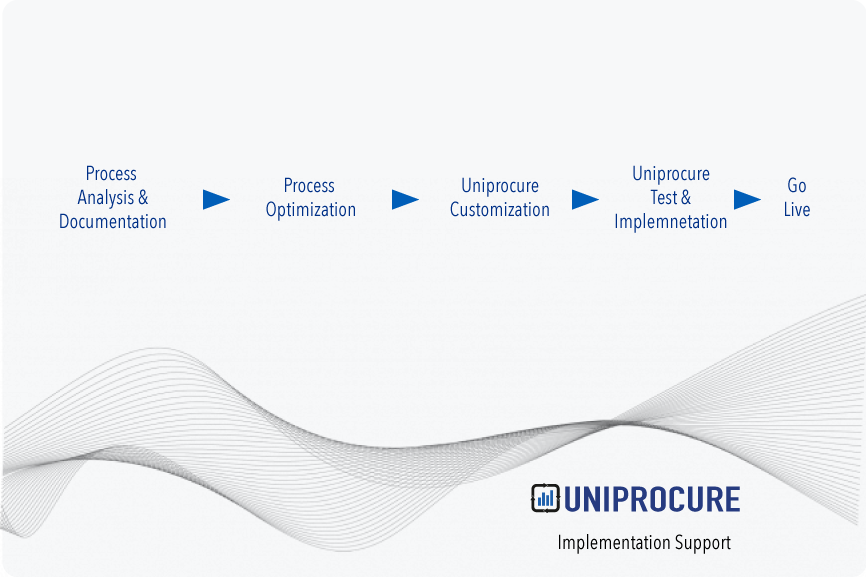 Process
Analysis &
Documentation
Process
Optimization
Uniprocure
Customization
Uniprocure
Test &
Implemnetation
Go
Live
UNIPROCURE
Implementation Support